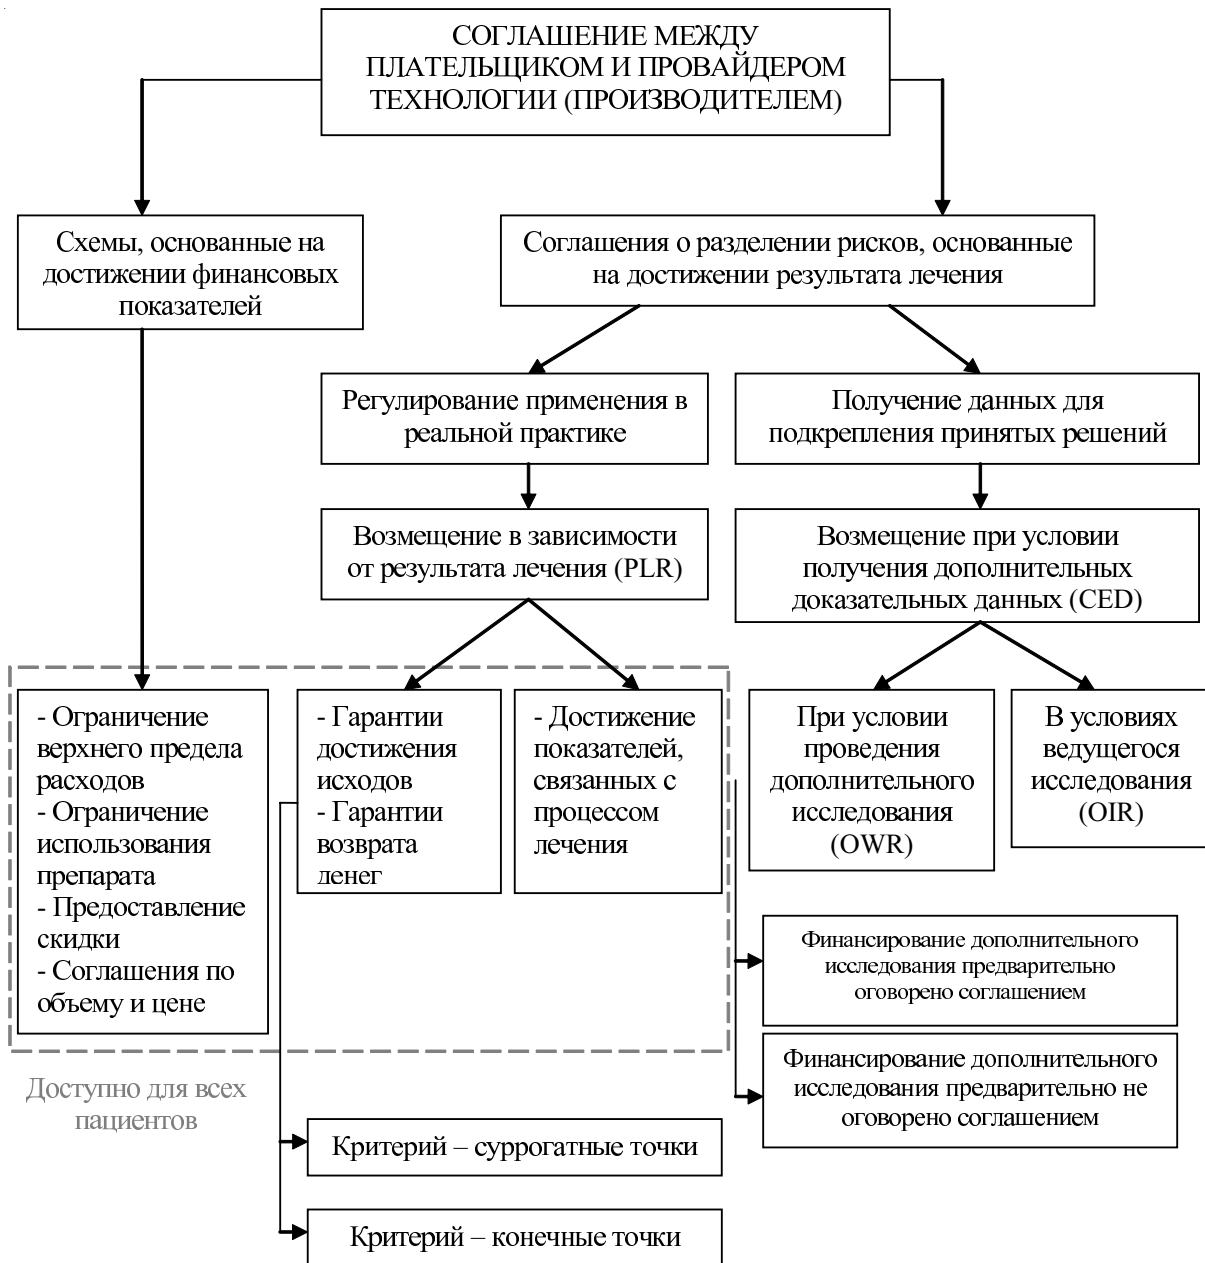 СОГЛАШЕНИЕ МЕЖДУ
ПЛАТЕЛЬЩИКОМ И ПРОВАЙДЕРОМ
ТЕХНОЛОГИИ (ПРОИЗВОДИТЕЛЕМ)
Схемы, основанные на
достижении финансовых
показателей
Соглашения о разделении рисков, основанные
на достижении результата лечения
Регулирование применения в
реальной практике
Получение данных для
подкрепления принятых решений
Возмещение в зависимости
от результата лечения (PLR)
Возмещение при условии
получения дополнительных
доказательных данных (CED)
- Ограничение
верхнего предела
расходов
- Ограничение
использования
препарата
- Предоставление
скидки
- Соглашения по
объему и цене
- Гарантии
достижения
исходов
- Гарантии
возврата
денег
- Достижение
показателей,
связанных с
процессом
лечения
При условии
проведения
дополнительного
исследования
(OWR)
В условиях
ведущегося
исследования
(OIR)
Финансирование дополнительного
исследования предварительно
оговорено соглашением
Финансирование дополнительного
исследования предварительно не
оговорено соглашением
Доступно для всех
пациентов
Критерий – суррогатные точки
Критерий – конечные точки